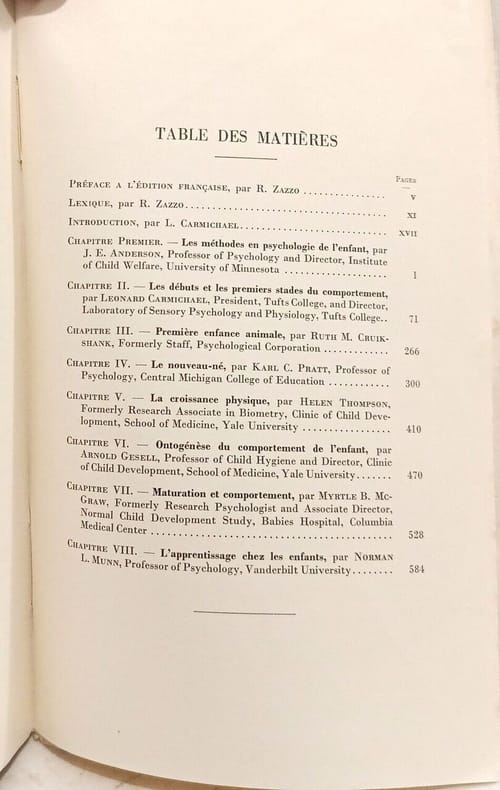 TABLE DES MATIÈRES
PAGES
PRÉFACE A L'ÉDITION FRANÇAISE, par R. ZAZZO ............... V
LEXIQUE, par R. ZAZZO................................ XI
INTRODUCTION, par L. CARMICHAEL........................ XVII
CHAPITRE PREMIER. — Les méthodes en psychologie de l'enfant, par
J. E. ANDERSON, Professor of Psychology and Director, Institute
of Child Welfare, University of Minnesota .................. 1
CHAPITRE II. — Les débuts et les premiers stades du comportement,
par LEONARD CARMICHAEL, President, Tufts College, and Director,
Laboratory of Sensory Psychology and Physiology, Tufts College.. 71
CHAPITRE III. — Première enfance animale, par RUTH M. CRUIK-
SHANK, Formerly Staff, Psychological Corporation ............ 266
CHAPITRE IV. — Le nouveau-né, par KARL C. PRATT, Professor of
Psychology, Central Michigan College of Education ........... 300
CHAPITRE V. — La croissance physique, par HELEN THOMPSON,
Formerly Research Associate in Biometry, Clinic of Child Deve-
lopment, School of Medicine, Yale University ................ 410
CHAPITRE VI. — Ontogénèse du comportement de l'enfant, par
ARNOLD GESELL, Professor of Child Hygiene and Director, Clinic
of Child Development, School of Medicine, Yale University....... 470
CHAPITRE VII. — Maturation et comportement, par MYRTLE B. MC-
GRAW, Formerly Research Psychologist and Associate Director,
Normal Child Development Study, Babies Hospital, Columbia
Medical Center ........................................ 528
CHAPITRE VIII. — L'apprentissage chez les enfants, par NORMAN
L. MUNN, Professor of Psychology, Vanderbilt University........ 584